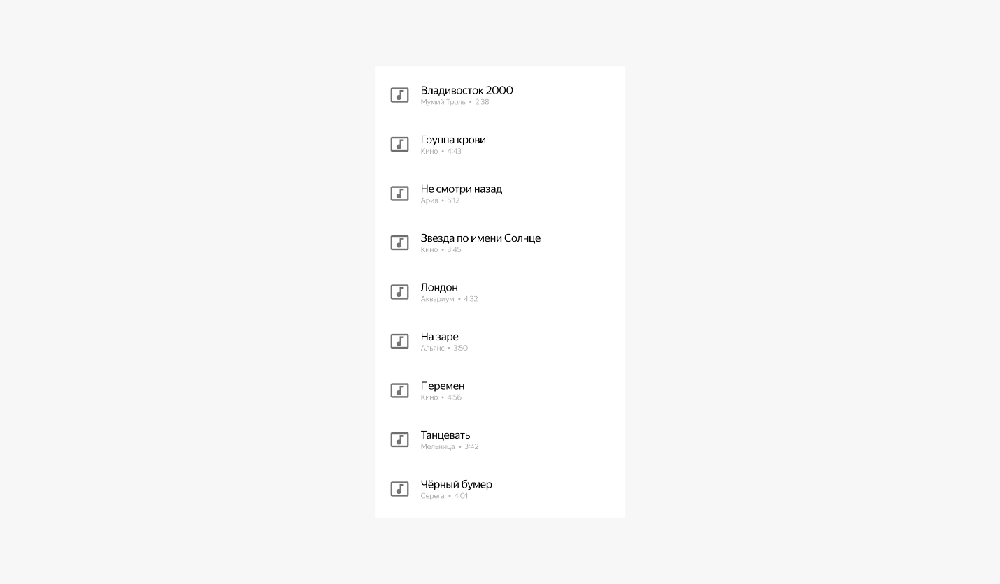 Владивосток 2000
Мумий Троль • 2:38
Группа крови
Кино • 4:43
Не смотри назад
Ария • 5:12
Звезда по имени Солнце
Кино • 3:45
Лондон
Аквариум • 4:32
На заре
Альянс • 3:50
Перемен
Кино • 4:56
Танцевать
Мельница • 3:42
Чёрный бумер
Серега • 4:01